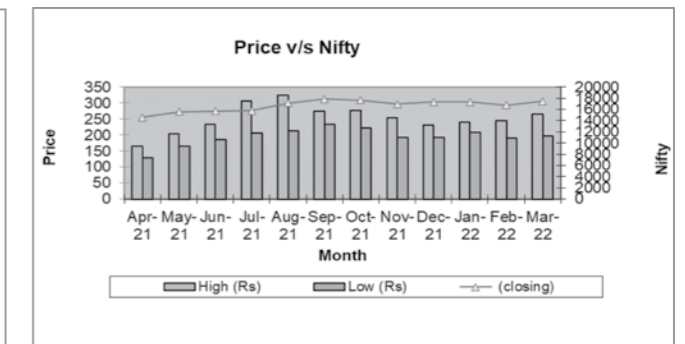 Price v/s Nifty
350
300
250
200
150
100
50
0
Price
20000
18000
16000
14000
12000
10000
8000
6000
4000
2000
0
Nifty
Apr- May- Jun- Jul- Aug- Sep- Oct- Nov- Dec- Jan- Feb- Mar-
21 21 21 21 21 21 21 21 21 22 22 22
Month
High (Rs) Low (Rs) (closing)